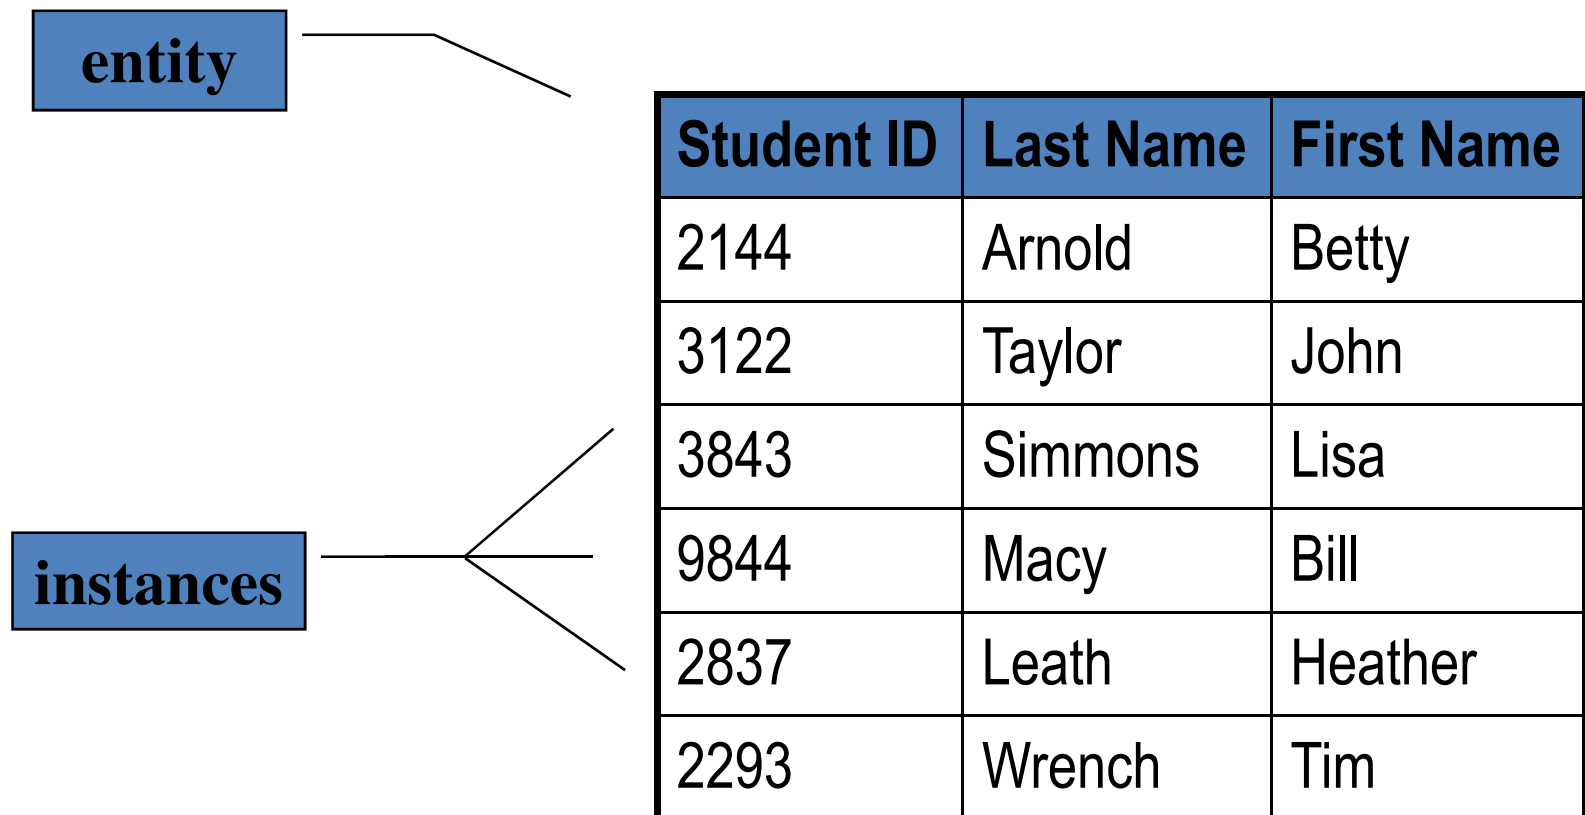 entity
Student ID Last Name First Name
2144 Arnold Betty
3122 Taylor John
3843 Simmons Lisa
9844 Macy Bill
instances
2837 Leath Heather
2293 Wrench Tim